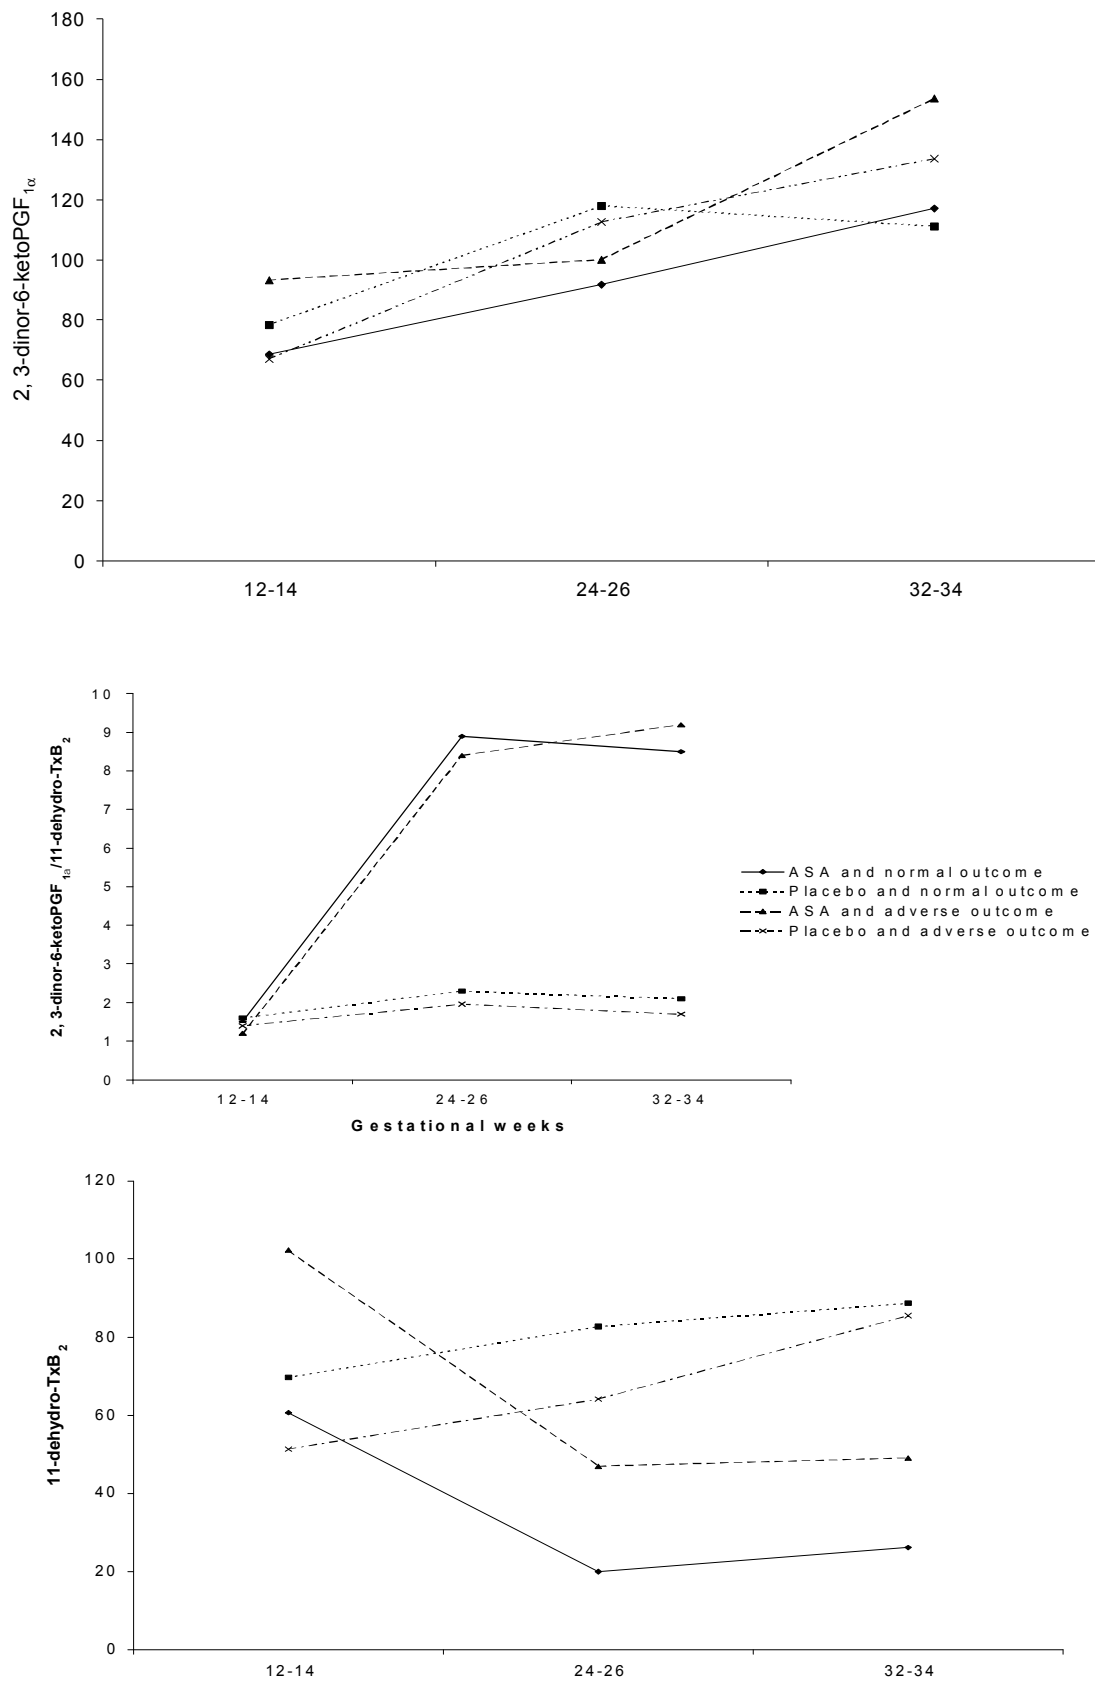 180
160
140
120
100
80
60
40
20
0
2, 3-dinor-6-ketoPGF1α
12-14 24-26 32-34
10
9
8
7
6
5
4
3
2
1
0
2, 3-dinor-6-ketoPGF1a/11-dehydro-TxB2
12-14 24-26 32-34
Gestational weeks
ASA and normal outcome
Placebo and normal outcome
ASA and adverse outcome
Placebo and adverse outcome
120
100
80
60
40
20
0
11-dehydro-TxB2
12-14 24-26 32-34